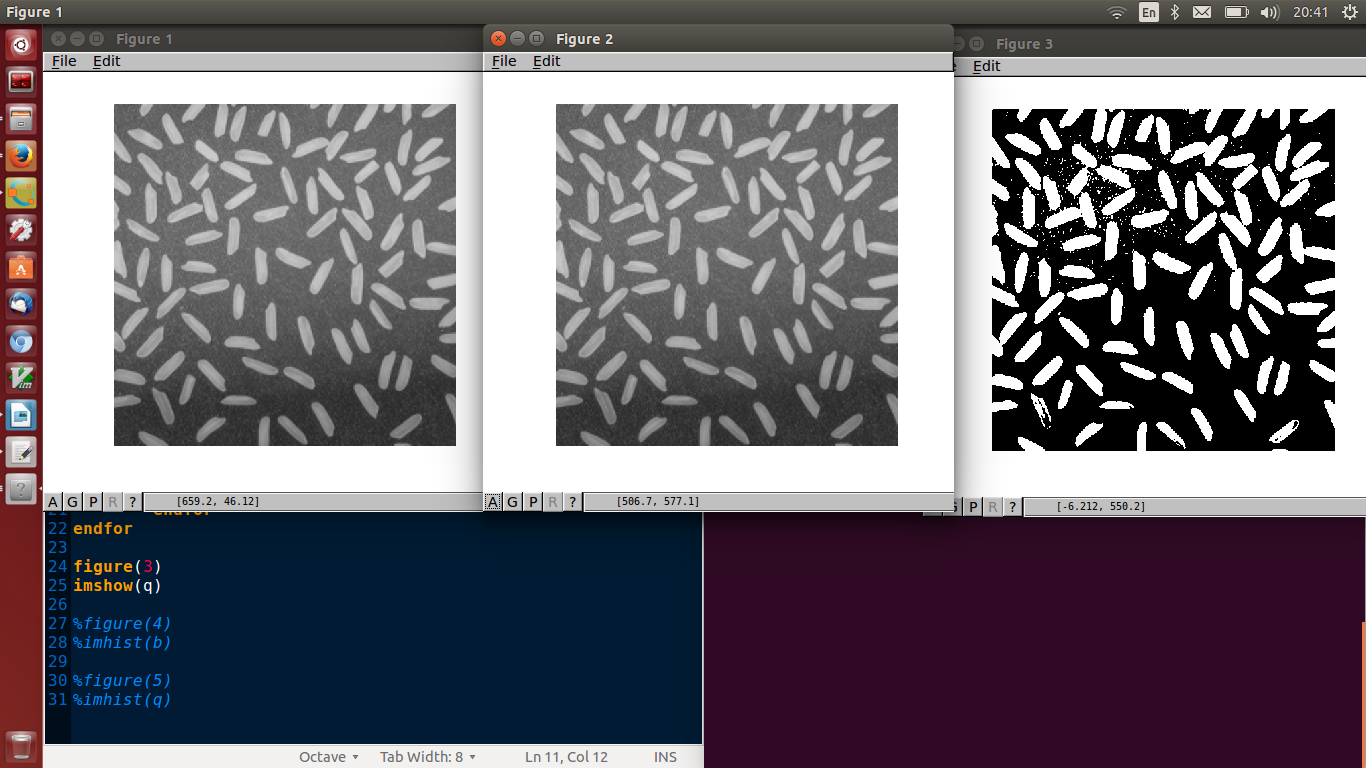 Figure 1
En
20:41
Figure 1
File Edit
A G P R ? [659.2, 46.12]
Figure 2
File Edit
A G P R ? [506.7, 577.1]
Figure 3
Edit
G P R ? [-6.212, 550.2]
21 endfor
22 endfor
23
24 figure(3)
25 imshow(q)
26
27 %figure(4)
28 %imhist(b)
29
30 %figure(5)
31 %imhist(q)
Octave Tab Width: 8 Ln 11, Col 12 INS